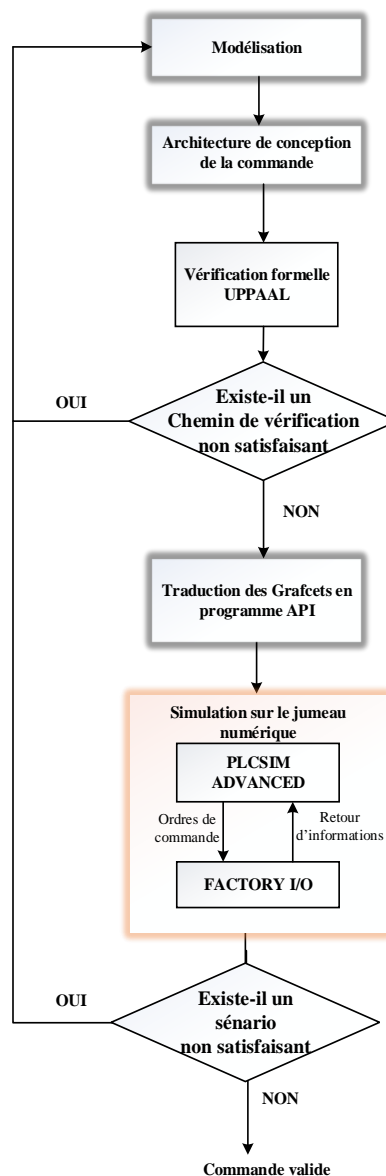 Modélisation
Architecture de conception
de la commande
Vérification formelle
UPPAAL
Existe-il un
Chemin de vérification
non satisfaisant
OUI
NON
Traduction des Grafcets en
programme API
Simulation sur le jumeau
numérique
PLCSIM
ADVANCED
Ordres de
commande
Retour
d'informations
FACTORY I/O
Existe-il un
sénario
non satisfaisant
OUI
NON
Commande valide